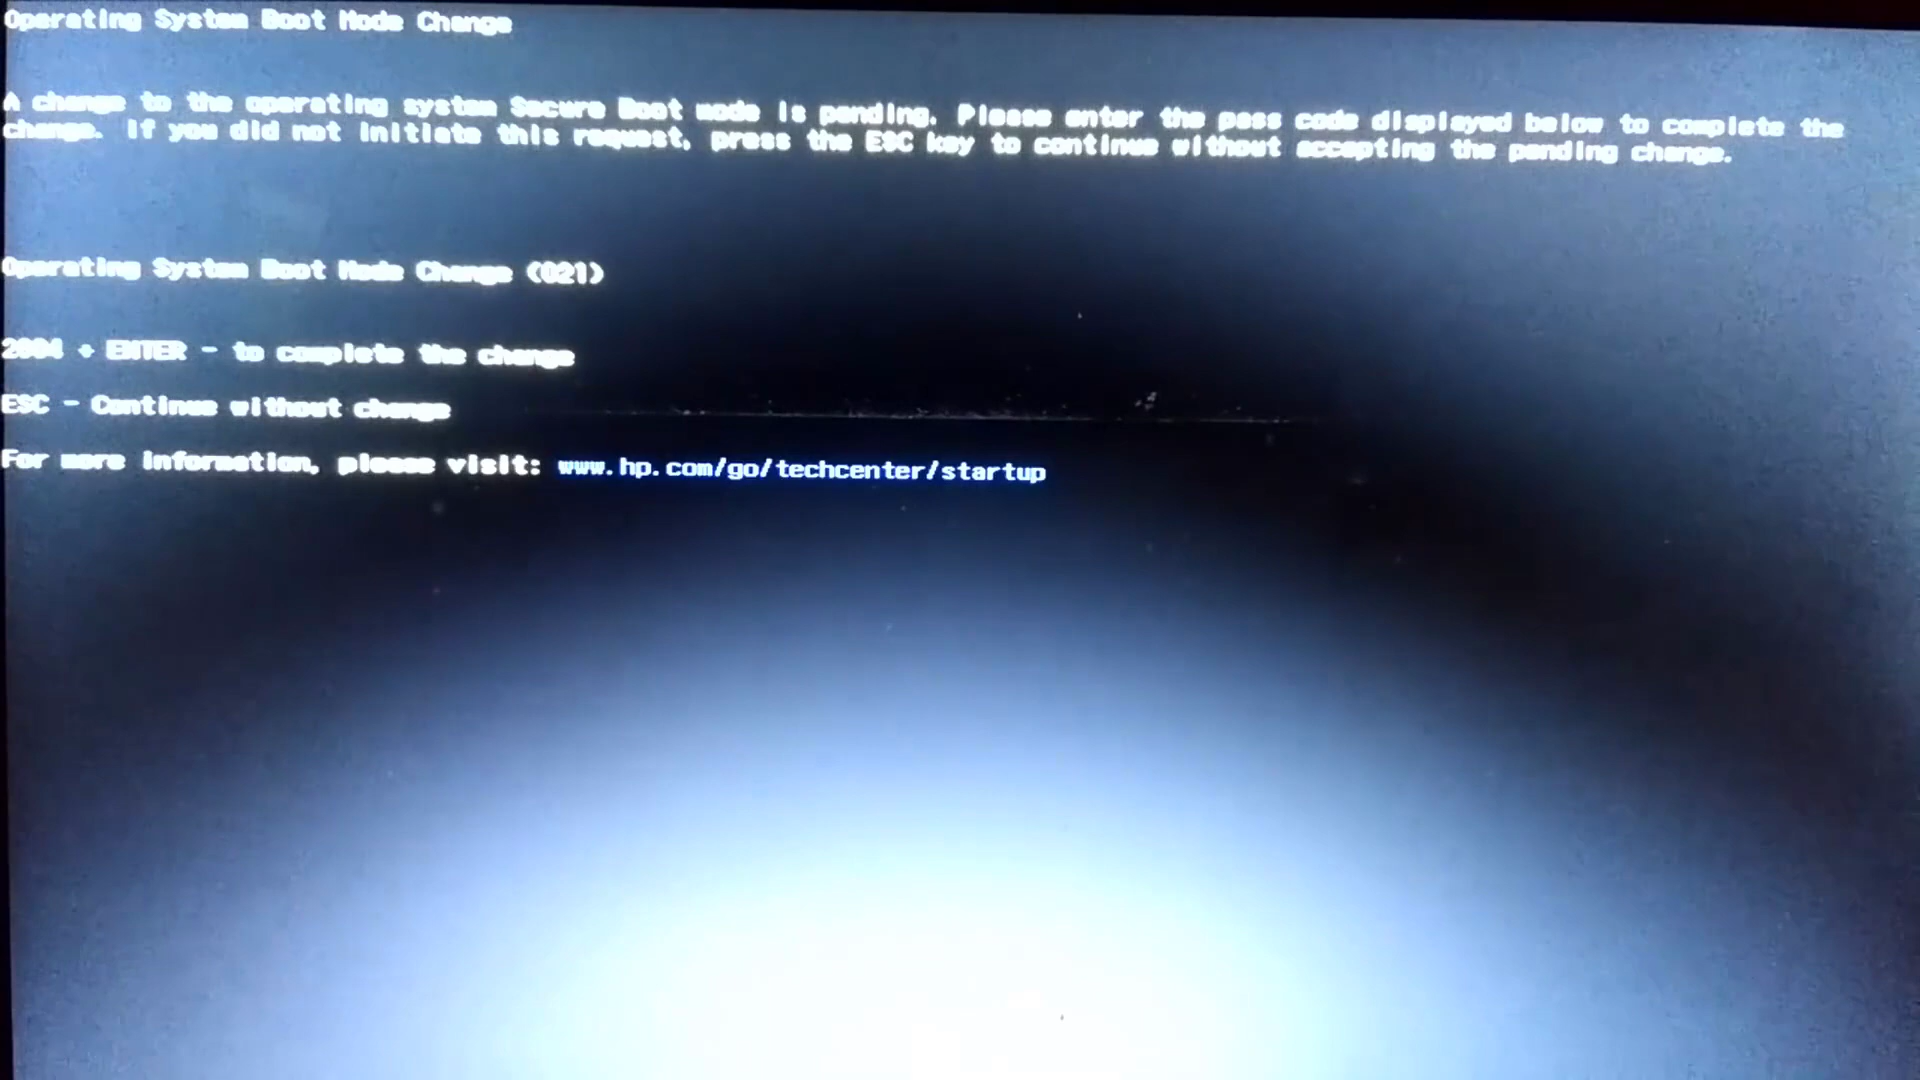 Operating System Boot Mode Change
A change to the operating system Secure Boot mode is pending. Please enter the pass code displayed below to complete the
change. If you did not initiate this request, press the ESC key to continue without accepting the pending change.
Operating System Boot Mode Change (021)
+ ENTER - to complete the change
ESC - Continue without change
For more information, please visit: www.hp.com/go/techcenter/startup